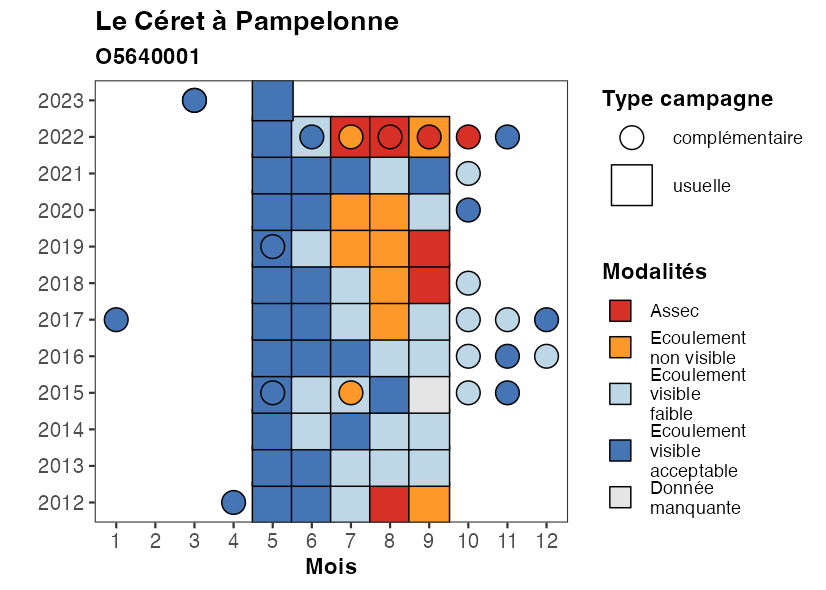 Le Céret à Pampelonne
O5640001
2023
2022
2021
2020
2019
2018
2017
2016
2015
2014
2013
2012
1 2 3 4 5 6 7 8 9 10 11 12
Mois
Type campagne
complémentaire
usuelle
Modalités
Assec
Ecoulement
non visible
Ecoulement
visible
faible
Ecoulement
visible
acceptable
Donnée
manquante